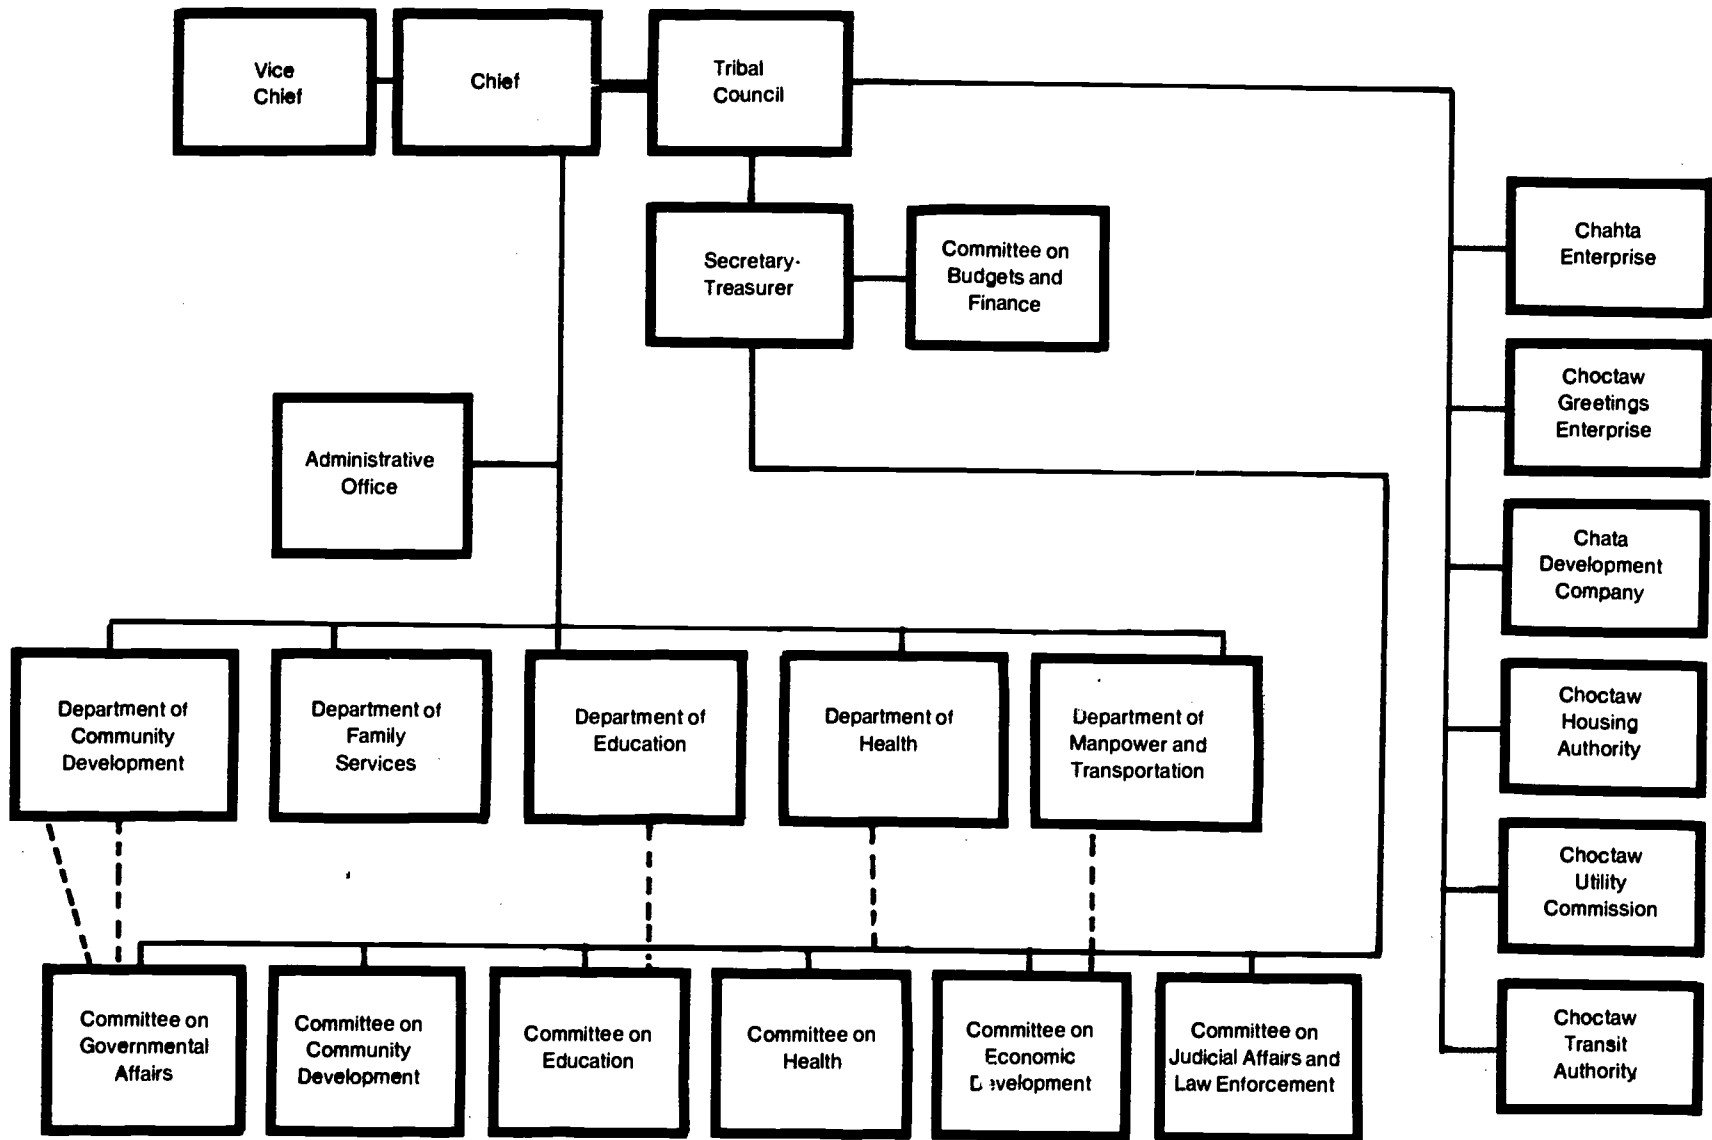 Vice
Chief
Chief
Tribal
Council
Secretary-
Treasurer
Committee on
Budgets and
Finance
Administrative
Office
Chahta
Enterprise
Choctaw
Greetings
Enterprise
Chata
Development
Company
Choctaw
Housing
Authority
Choctaw
Utility
Commission
Choctaw
Transit
Authority
Department of
Community
Development
Department of
Family
Services
Department of
Education
Department of
Health
Department of
Manpower and
Transportation
Committee on
Governmental
Affairs
Committee on
Community
Development
Committee on
Education
Committee on
Health
Committee on
Economic
Development
Committee on
Judicial Affairs and
Law Enforcement